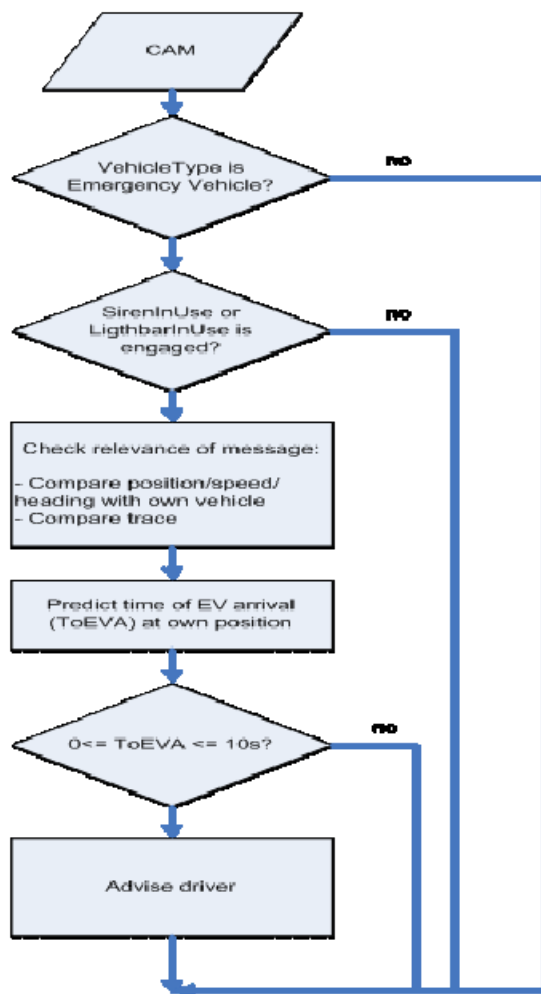 CAM
VehicleType is
Emergency Vehicle?
no
SirenInUse or
LigthbarInUse is
engaged?
no
Check relevance of message:
- Compare position/speed/
heading with own vehicle
- Compare trace
Predict time of EV arrival
(ToEVA) at own position
0<= ToEVA <= 10s?
no
Advise driver